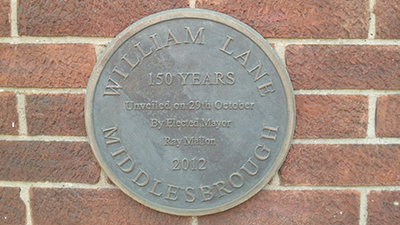 WILLIAM LANE
150 YEARS
Unveiled on 29th October
By Elected Mayor
Ray Mallon
2012
MIDDLESBROUGH